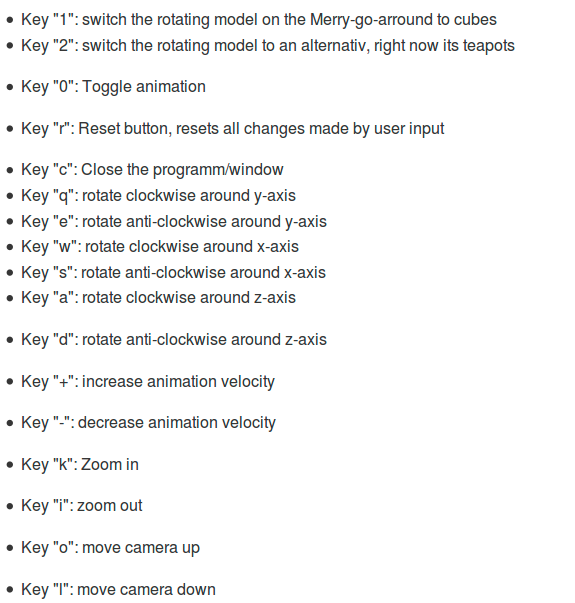 • Key "1": switch the rotating model on the Merry-go-arround to cubes
• Key "2": switch the rotating model to an alternativ, right now its teapots
• Key "0": Toggle animation
• Key "r": Reset button, resets all changes made by user input
• Key "c": Close the programm/window
• Key "q": rotate clockwise around y-axis
• Key "e": rotate anti-clockwise around y-axis
• Key "w": rotate clockwise around x-axis
• Key "s": rotate anti-clockwise around x-axis
• Key "a": rotate clockwise around z-axis
• Key "d": rotate anti-clockwise around z-axis
• Key "+": increase animation velocity
• Key "-": decrease animation velocity
• Key "k": Zoom in
• Key "i": zoom out
• Key "o": move camera up
• Key "l": move camera down